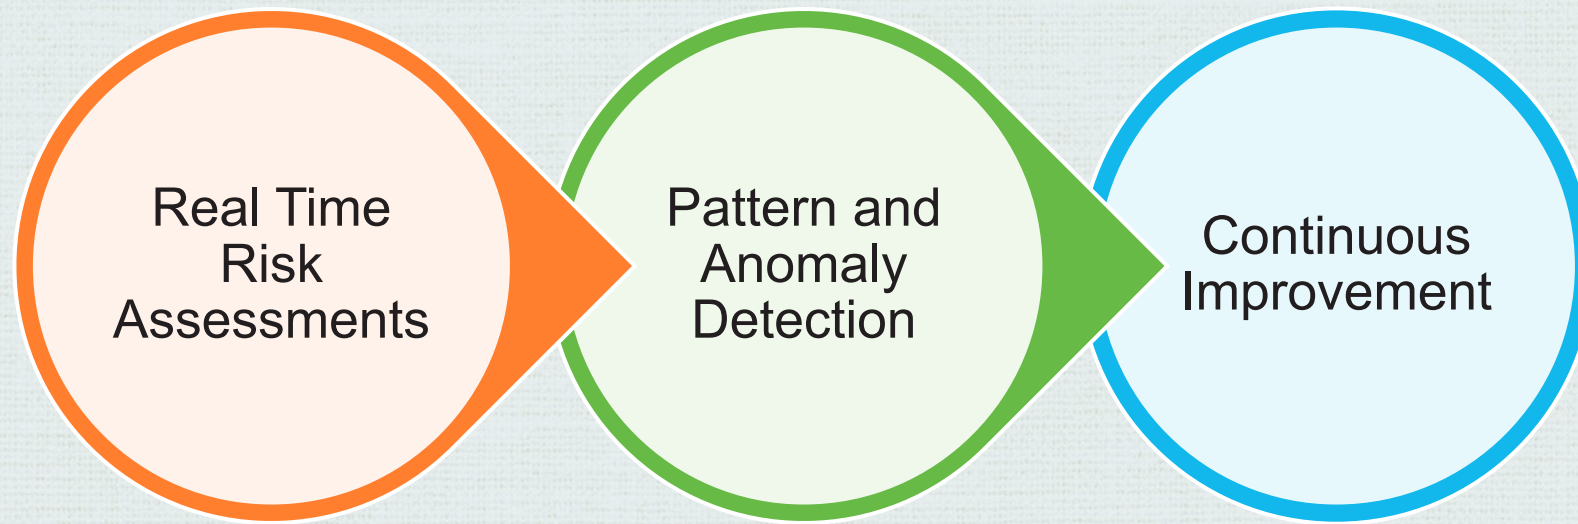 Real Time
Risk
Assessments
Pattern and
Anomaly
Detection
Continuous
Improvement